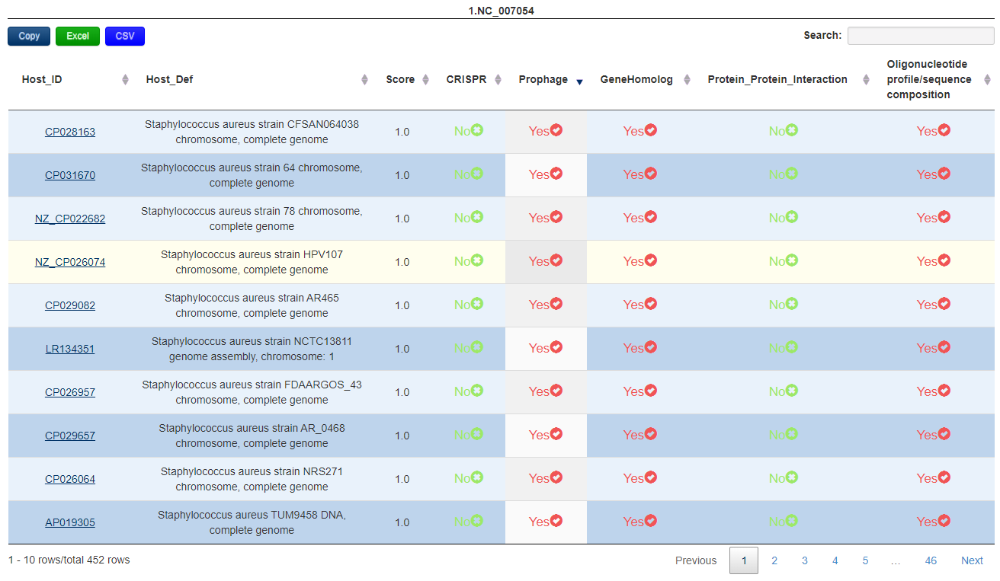 1.NC_007054
Copy Excel CSV Search:
Host_ID Host_Def Score CRISPR Prophage GeneHomolog Protein_Protein_Interaction Oligonucleotide
profile/sequence
composition
CP028163 Staphylococcus aureus strain CFSAN064038 1.0 No Yes Yes No Yes
chromosome, complete genome
CP031670 Staphylococcus aureus strain 64 chromosome, 1.0 No Yes Yes No Yes
complete genome
NZ_CP022682 Staphylococcus aureus strain 78 chromosome, 1.0 No Yes Yes No Yes
complete genome
NZ_CP026074 Staphylococcus aureus strain HPV107 1.0 No Yes Yes No Yes
chromosome, complete genome
CP029082 Staphylococcus aureus strain AR465 1.0 No Yes Yes No Yes
chromosome, complete genome
LR134351 Staphylococcus aureus strain NCTC13811 1.0 No Yes Yes No Yes
genome assembly, chromosome: 1
CP026957 Staphylococcus aureus strain FDAARGOS_43 1.0 No Yes Yes No Yes
chromosome, complete genome
CP029657 Staphylococcus aureus strain AR_0468 1.0 No Yes Yes No Yes
chromosome, complete genome
CP026064 Staphylococcus aureus strain NRS271 1.0 No Yes Yes No Yes
chromosome, complete genome
AP019305 Staphylococcus aureus TUM9458 DNA, 1.0 No Yes Yes No Yes
complete genome
1 - 10 rows/total 452 rows Previous 1 2 3 4 5 … 46 Next